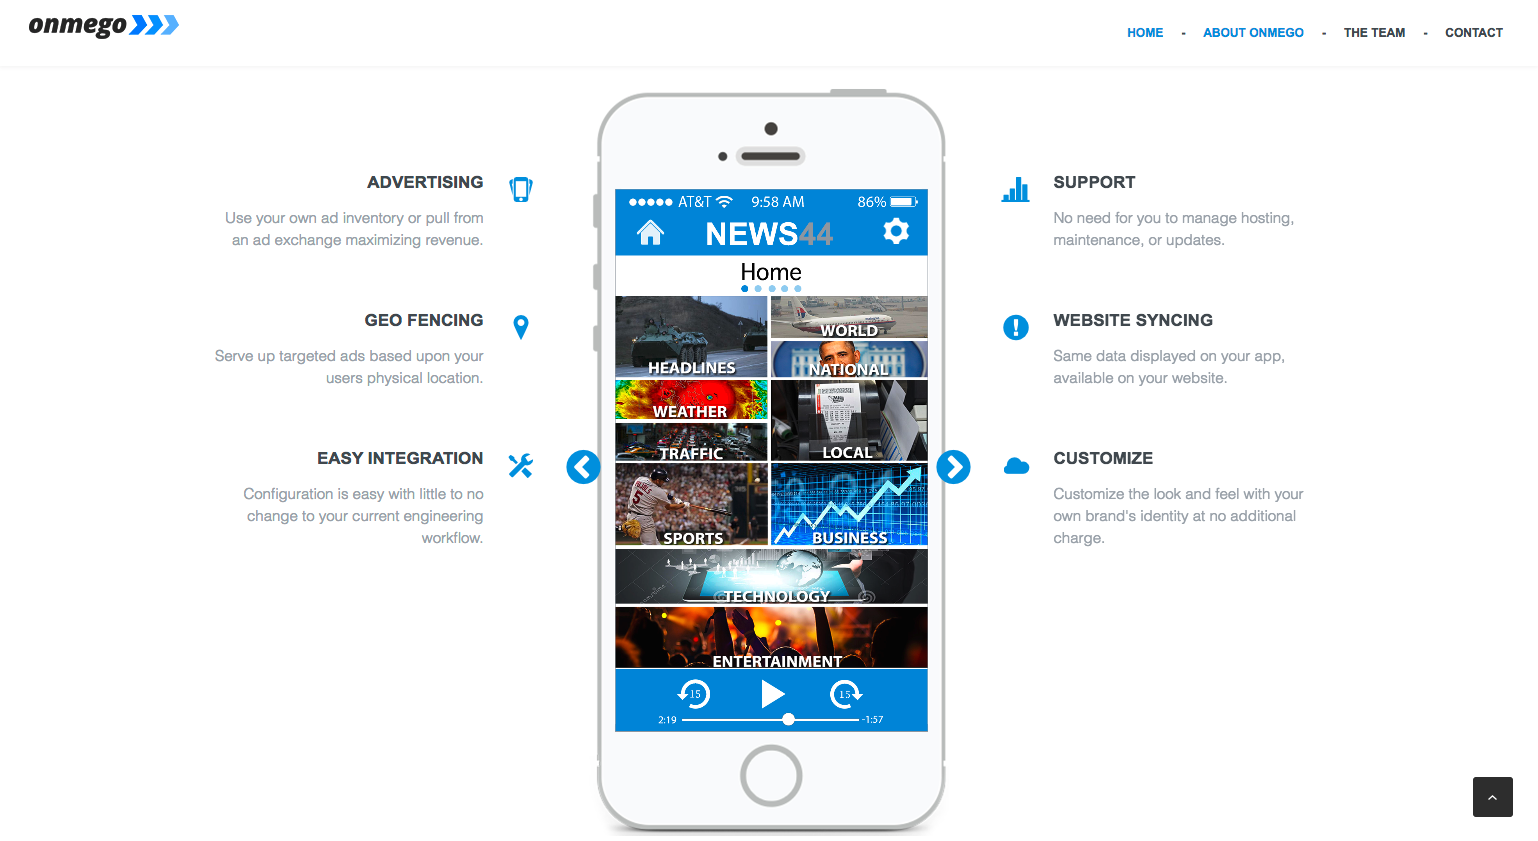 onmego
HOME - ABOUT ONMEGO - THE TEAM - CONTACT
ADVERTISING
Use your own ad inventory or pull from
an ad exchange maximizing revenue.
GEO FENCING
Serve up targeted ads based upon your
users physical location.
EASY INTEGRATION
Configuration is easy with little to no
change to your current engineering
workflow.
AT&T 9:58 AM 86%
NEWS44
Home
HEADLINES
WORLD
NATIONAL
WEATHER
TRAFFIC
LOCAL
5
SPORTS
BUSINESS
TECHNOLOGY
ENTERTAINMENT
15 15
2:19 -1:57
SUPPORT
No need for you to manage hosting,
maintenance, or updates.
WEBSITE SYNCING
Same data displayed on your app,
available on your website.
CUSTOMIZE
Customize the look and feel with your
own brand's identity at no additional
charge.